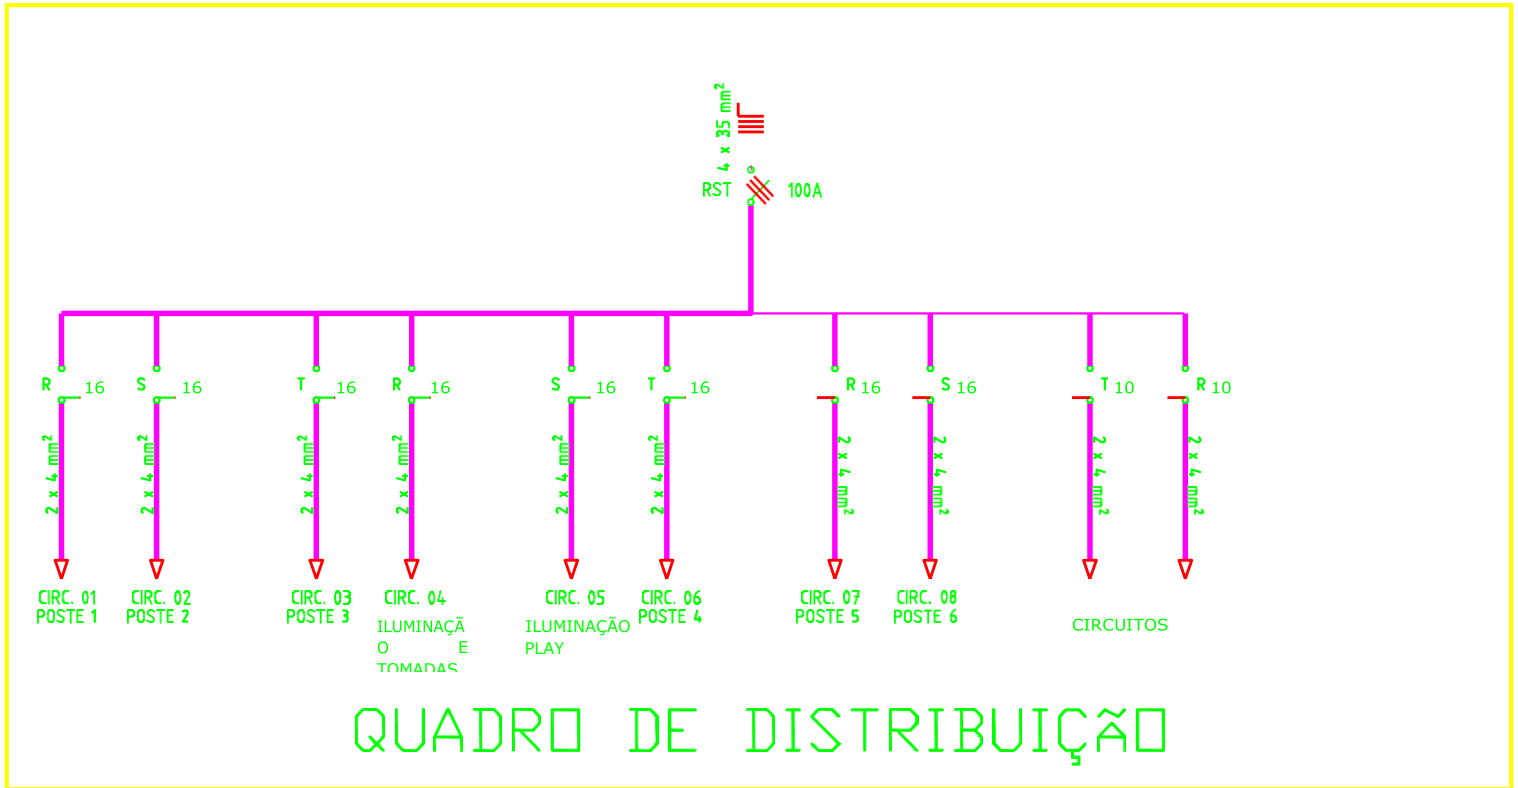 4 x 35 mm²
RST 100A
R 16 S 16 T 16 R 16 S 16 T 16 R 16 S 16 T 10 R 10
2 x 4 mm² 2 x 4 mm² 2 x 4 mm² 2 x 4 mm² 2 x 4 mm² 2 x 4 mm² 2 x 4 mm² 2 x 4 mm² 2 x 4 mm² 2 x 4 mm²
CIRC. 01
POSTE 1
CIRC. 02
POSTE 2
CIRC. 03
POSTE 3
CIRC. 04
ILUMINAÇÃ
O E
TOMADAS
CIRC. 05
ILUMINAÇÃO
PLAY
CIRC. 06
POSTE 4
CIRC. 07
POSTE 5
CIRC. 08
POSTE 6
CIRCUITOS
QUADRO DE DISTRIBUIÇÃO